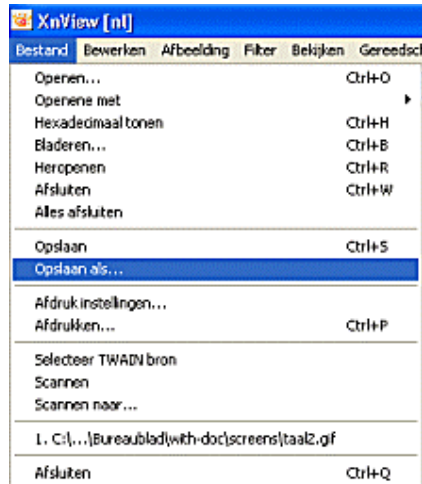 XnView [nl]
Bestand Bewerken Afbeelding Filter Bekijken Gereedsc
Openen... Ctrl+O
Openene met
Hexadecimaal tonen Ctrl+H
Bladeren... Ctrl+B
Heropenen Ctrl+R
Afsluiten Ctrl+W
Alles afsluiten
Opslaan Ctrl+S
Opslaan als...
Afdruk instellingen...
Afdrukken... Ctrl+P
Selecteer TWAIN bron
Scannen
Scannen naar...
1. C:\...\Bureaublad\with-doc\screens\taal2.gif
Afsluiten Ctrl+Q